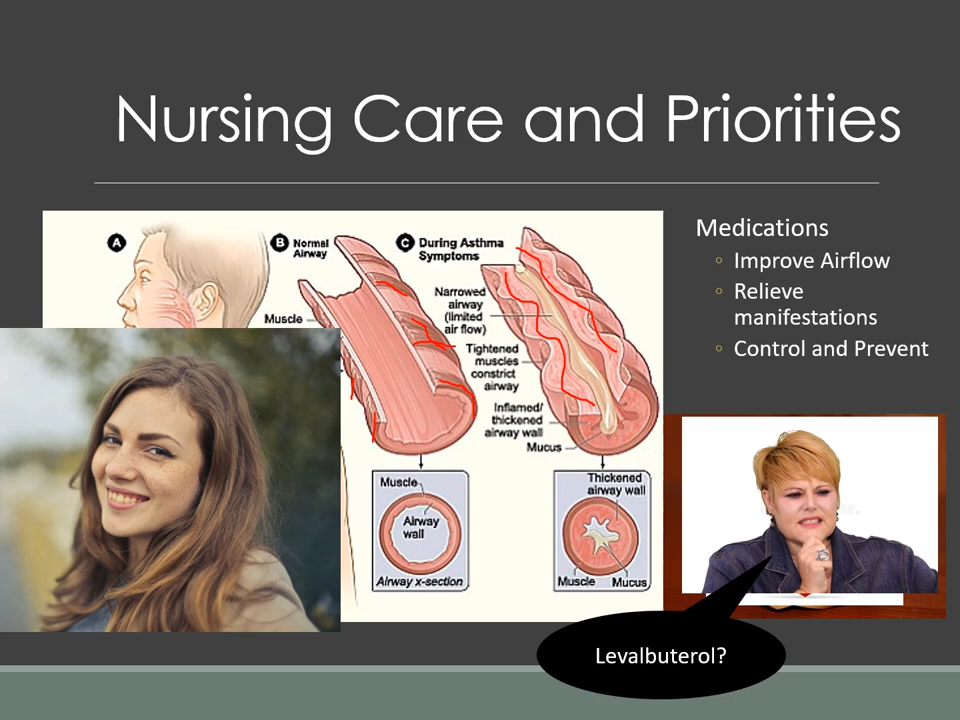 Nursing Care and Priorities
A
B
Normal
Airway
C
During Asthma
Symptoms
Muscle
Narrowed
airway
(limited
air flow)
Tightened
muscles
constrict
airway
Inflamed/
thickened
airway wall
Mucus
Muscle
Airway
wall
Airway x-section
Thickened
airway wall
Muscle
Mucus
Medications
Improve Airflow
Relieve
manifestations
Control and Prevent
Levalbuterol?